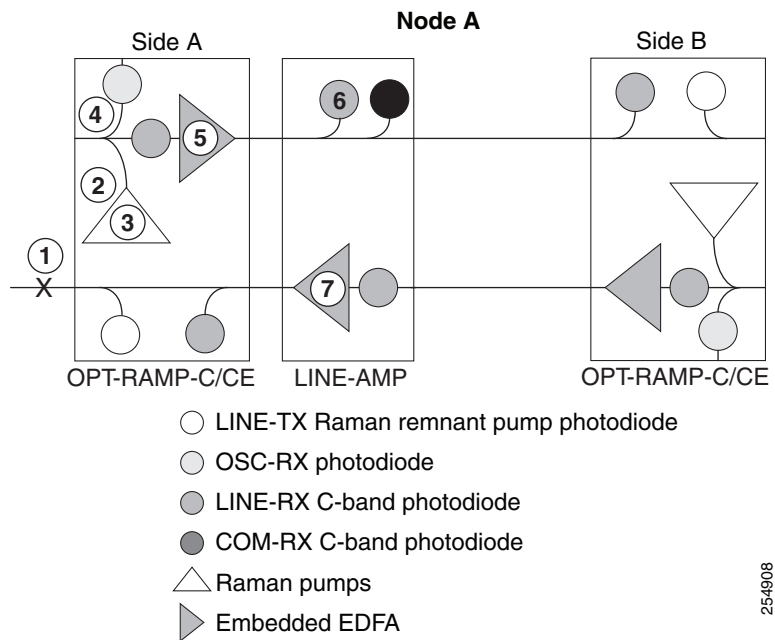 Node A
Side A
Side B
4
6
5
2
3
1
X
7
OPT-RAMP-C/CE
LINE-AMP
OPT-RAMP-C/CE
LINE-TX Raman remnant pump photodiode
OSC-RX photodiode
LINE-RX C-band photodiode
COM-RX C-band photodiode
Raman pumps
Embedded EDFA
254908